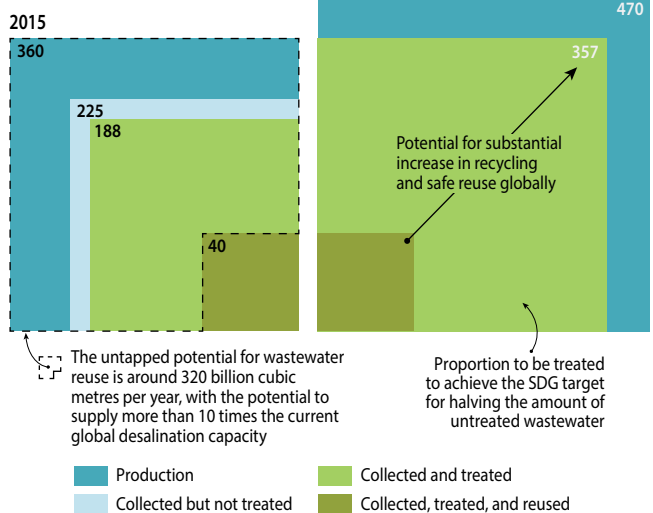 2015
470
360
357
225
188
Potential for substantial
increase in recycling
and safe reuse globally
40
The untapped potential for wastewater
reuse is around 320 billion cubic
metres per year, with the potential to
supply more than 10 times the current
global desalination capacity
Proportion to be treated
to achieve the SDG target
for halving the amount of
untreated wastewater
Production
Collected and treated
Collected but not treated
Collected, treated, and reused